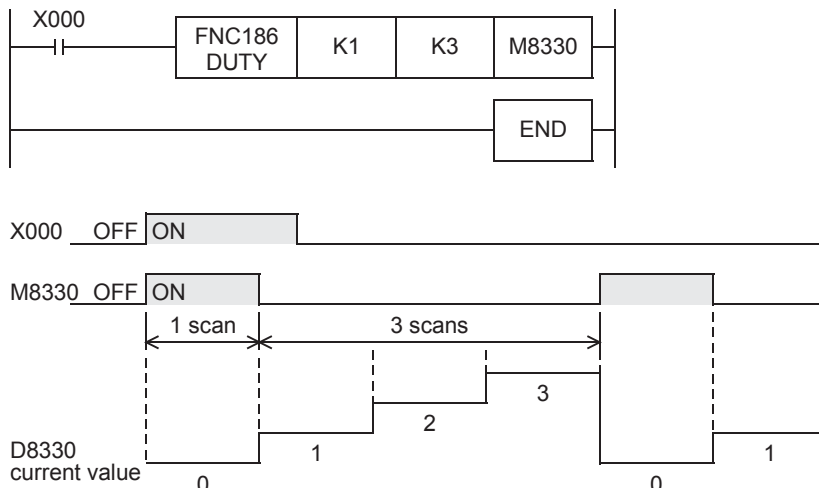 X000
FNC186
DUTY
K1
K3
M8330
END
X000 OFF ON
M8330 OFF ON
1 scan
3 scans
3
2
1
1
D8330
current value
0
0